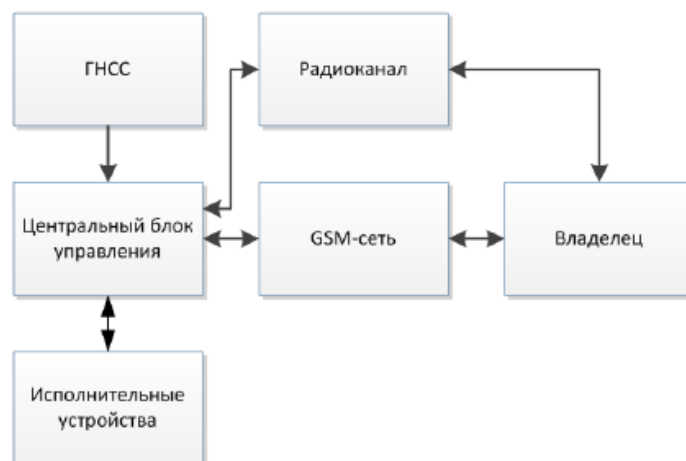 ГНСС
Радиоканал
Центральный блок
управления
GSM-сеть
Владелец
Исполнительные
устройства